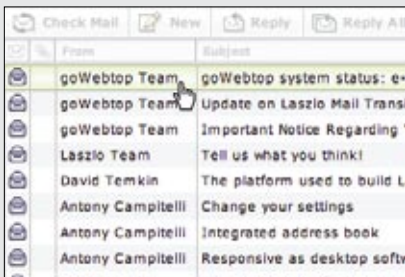 Check Mail New Reply Reply All
From Subject
goWebtop Team goWebtop system status: e-
goWebtop Team Update on Laszlo Mail Transi
goWebtop Team Important Notice Regarding
Laszlo Team Tell us what you think!
David Temkin The platform used to build L
Antony Campitelli Change your settings
Antony Campitelli Integrated address book
Antony Campitelli Responsive as desktop softw